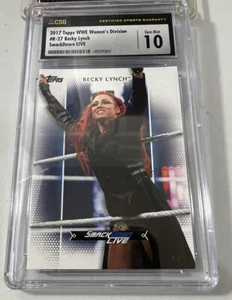 CSG
CERTIFIED SPORTS GUARANTY
2017 Topps WWE Women's Division
#R-27 Becky Lynch
SmackDown LIVE
Gem Mint
10
Topps
BECKY LYNCH
SMACKDOWN
LIVE